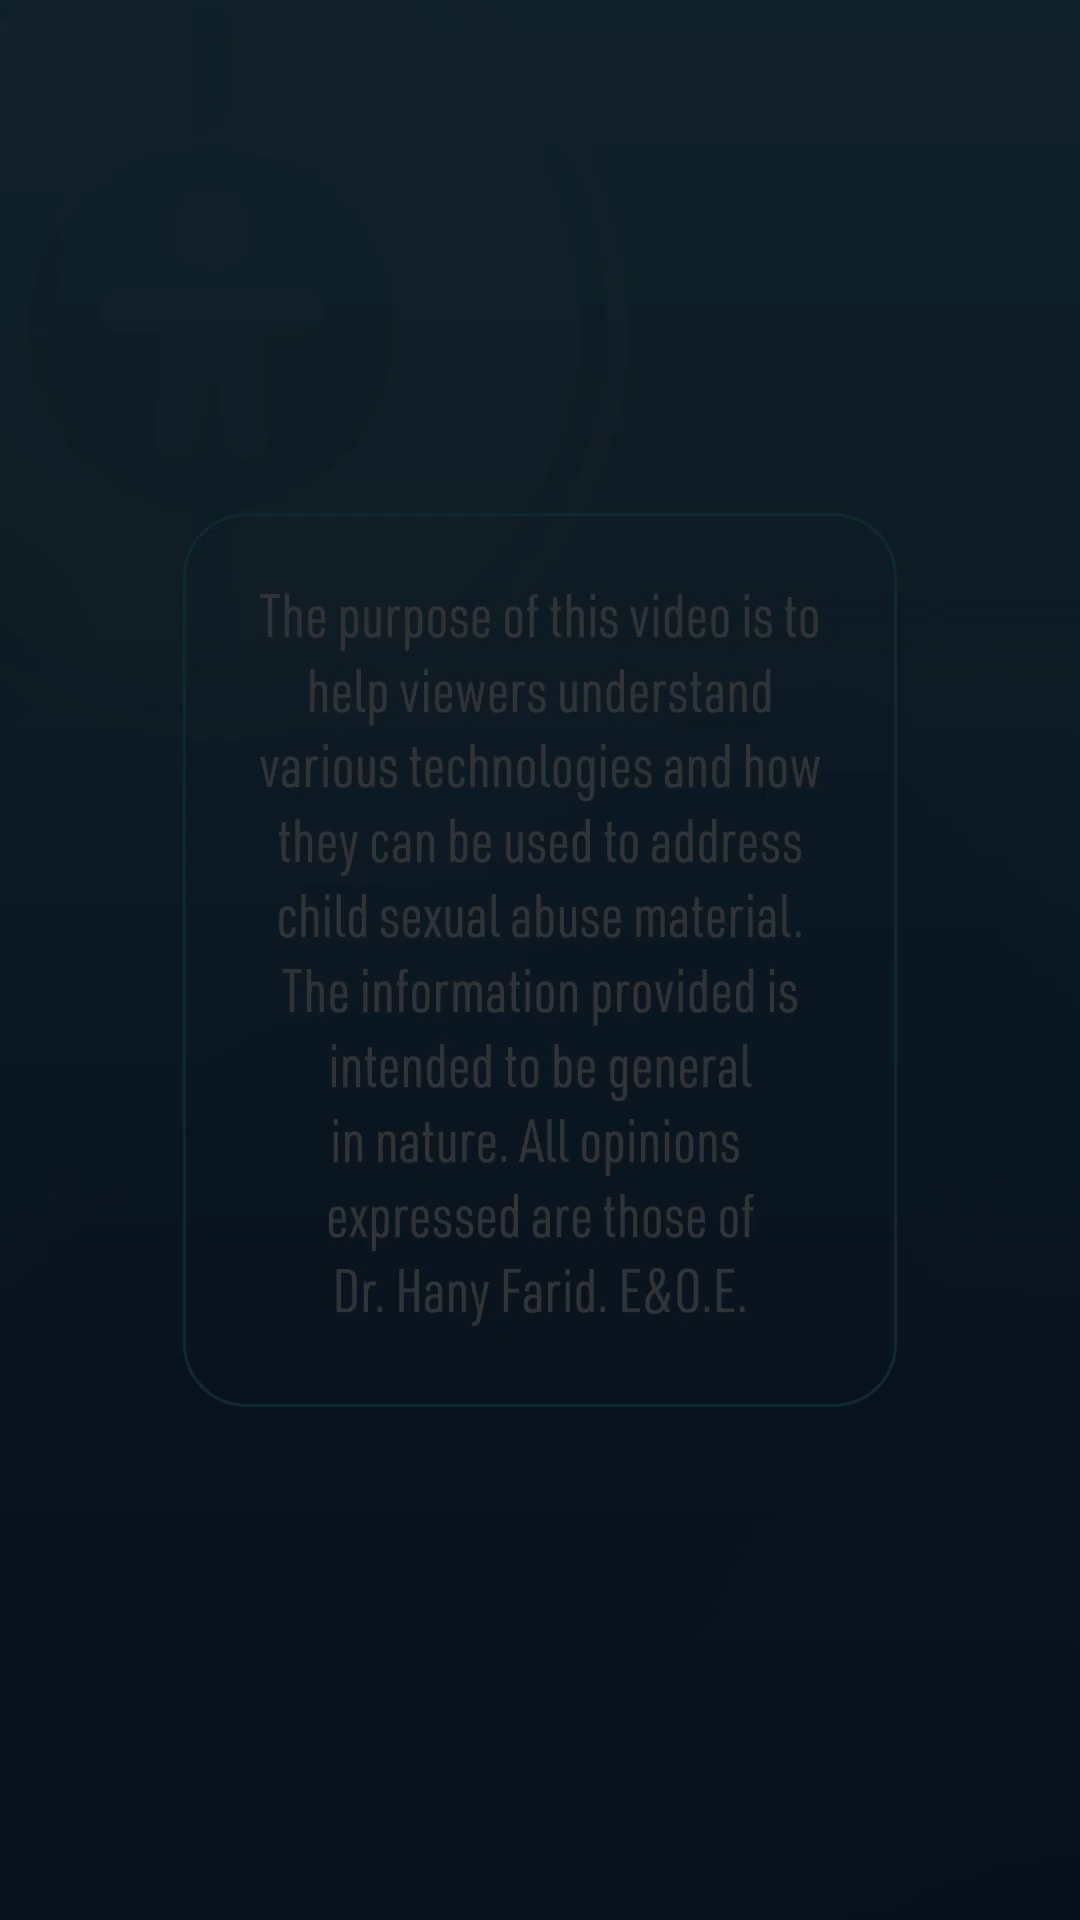 The purpose of this video is to
help viewers understand
various technologies and how
they can be used to address
child sexual abuse material.
The information provided is
intended to be general
in nature. All opinions
expressed are those of
Dr. Hany Farid. E&O.E.